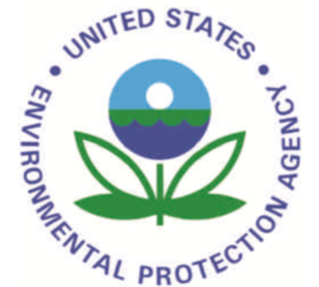 UNITED STATES
ENVIRONMENTAL PROTECTION AGENCY